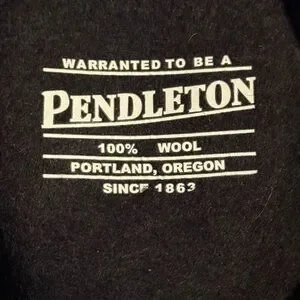 WARRANTED TO BE A
PENDLETON
100% WOOL
PORTLAND, OREGON
SINCE 1863